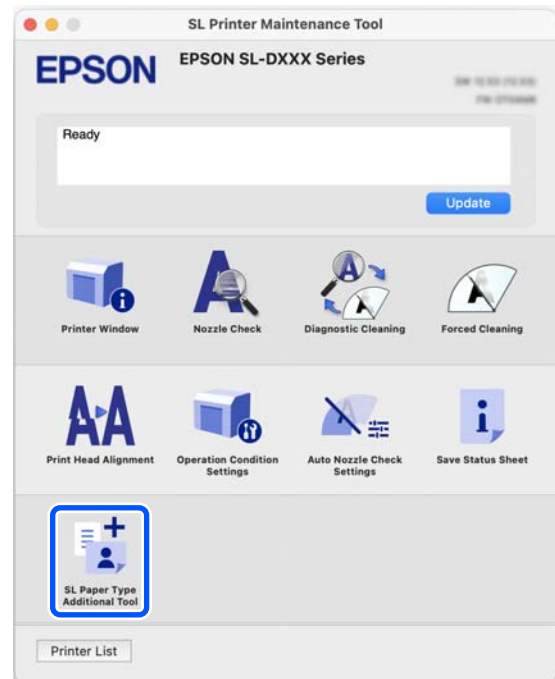 SL Printer Maintenance Tool
EPSON
EPSON SL-DXXX Series
Ready
Update
Printer Window
Nozzle Check
Diagnostic Cleaning
Forced Cleaning
Print Head Alignment
Operation Condition
Settings
Auto Nozzle Check
Settings
Save Status Sheet
SL Paper Type
Additional Tool
Printer List